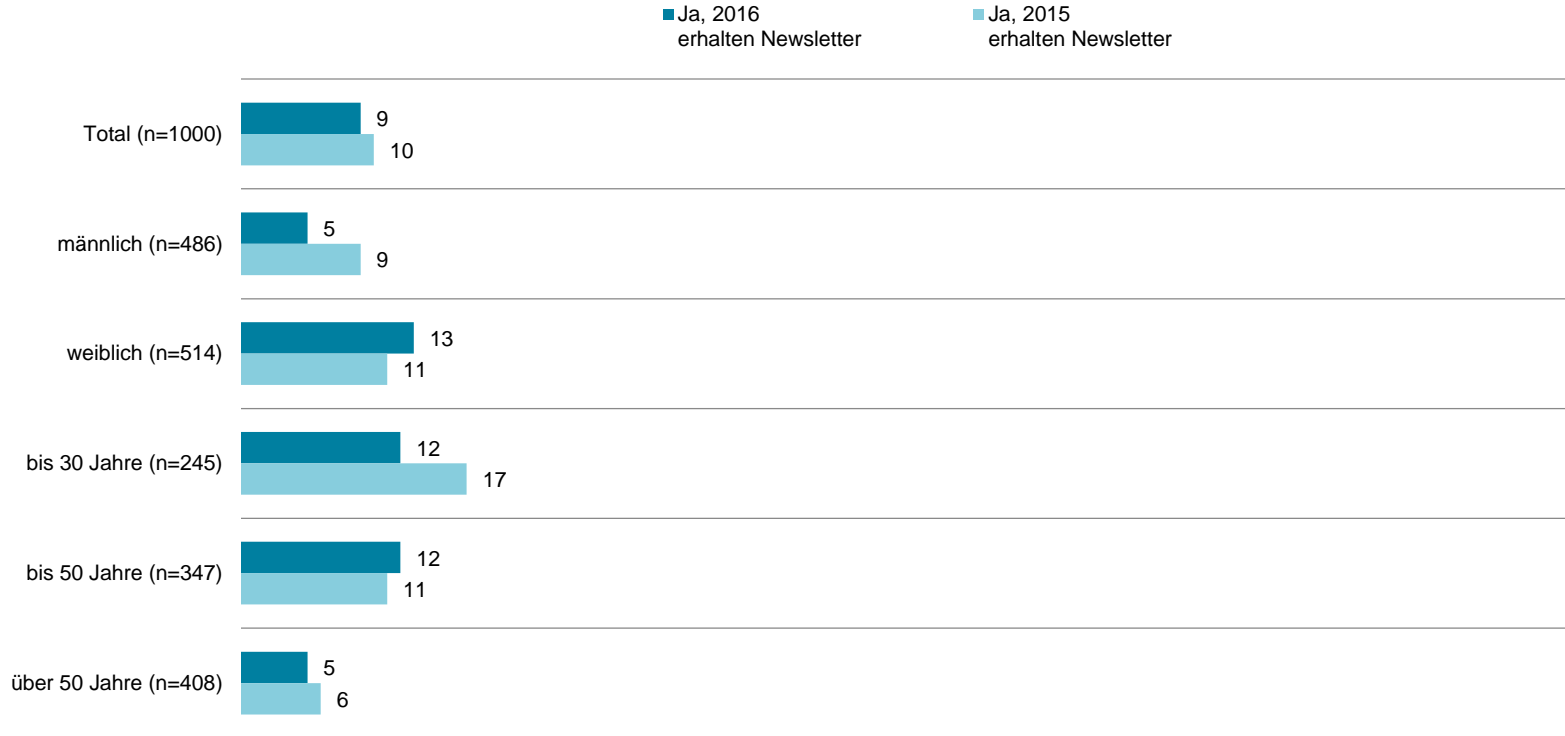 Ja, 2016
erhalten Newsletter
Ja, 2015
erhalten Newsletter
Total (n=1000)
9
10
männlich (n=486)
5
9
weiblich (n=514)
13
11
bis 30 Jahre (n=245)
12
17
bis 50 Jahre (n=347)
12
11
über 50 Jahre (n=408)
5
6